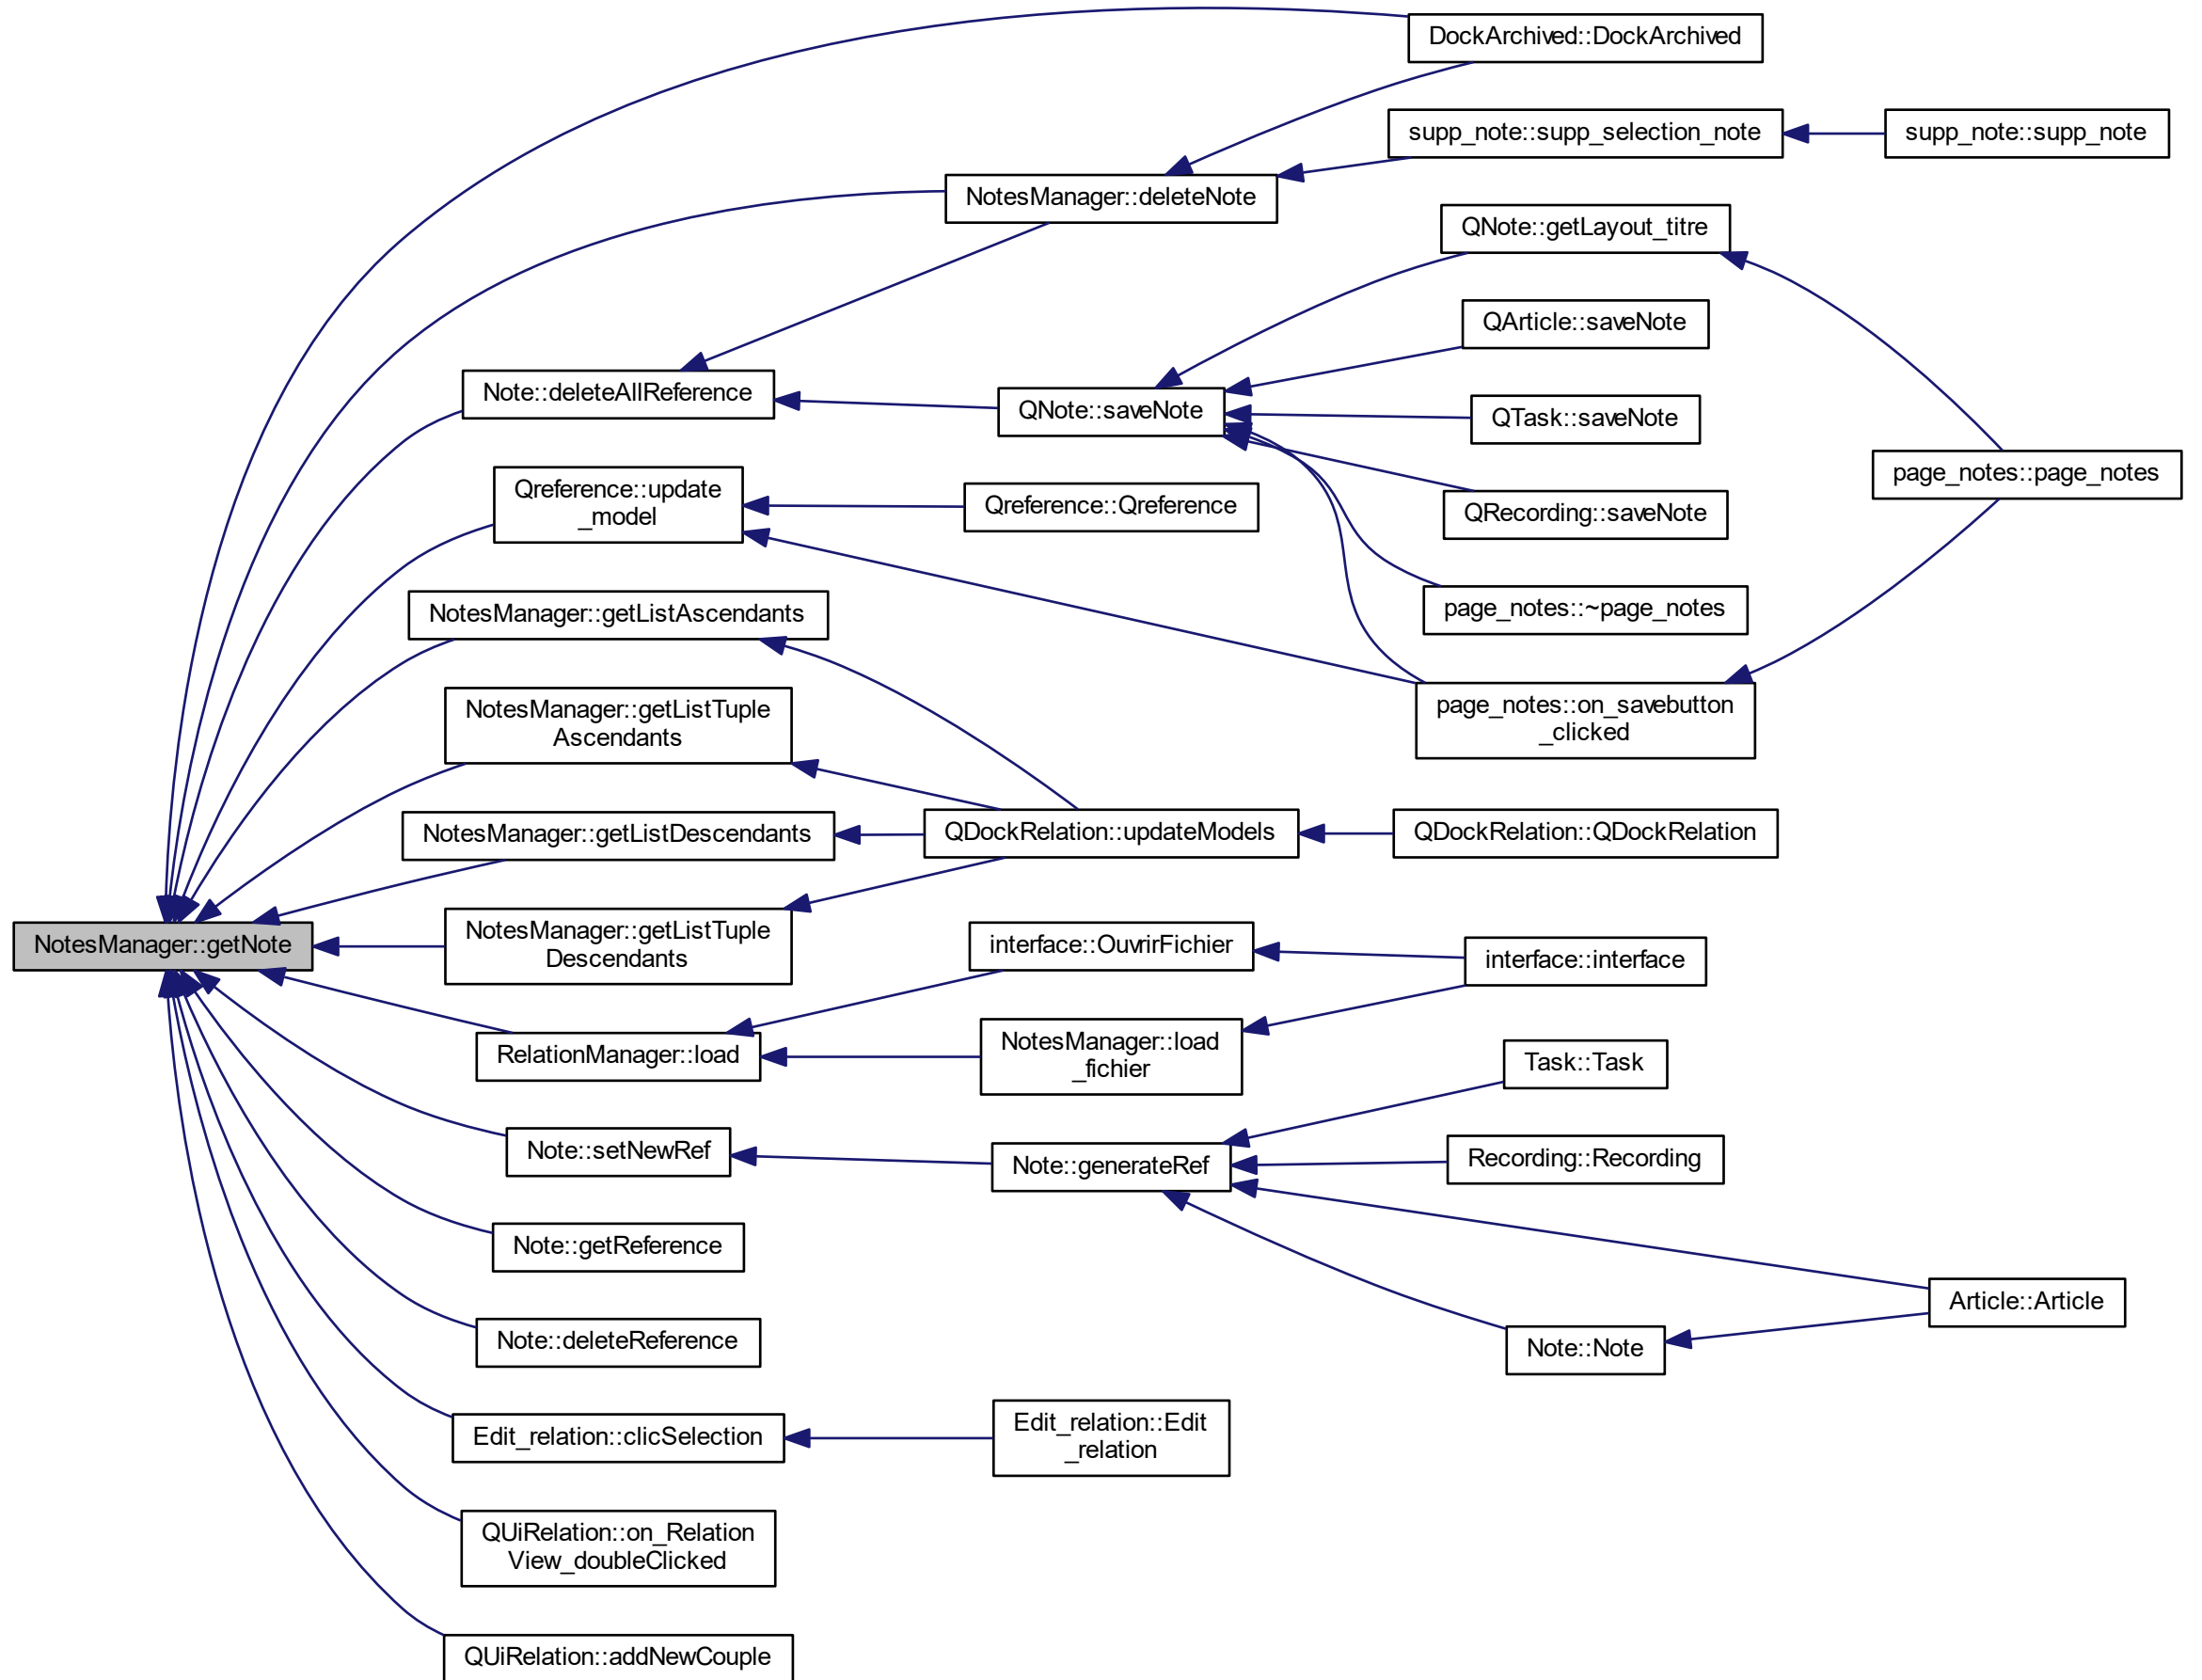 DockArchived::DockArchived
supp_note::supp_selection_note
supp_note::supp_note
NotesManager::deleteNote
QNote::getLayout_titre
QArticle::saveNote
Note::deleteAllReference
QNote::saveNote
QTask::saveNote
page_notes::page_notes
Qreference::update
_model
Qreference::Qreference
QRecording::saveNote
NotesManager::getListAscendants
page_notes::~page_notes
NotesManager::getListTuple
Ascendants
page_notes::on_savebutton
_clicked
NotesManager::getListDescendants
QDockRelation::updateModels
QDockRelation::QDockRelation
NotesManager::getNote
NotesManager::getListTuple
Descendants
interface::OuvrirFichier
interface::interface
RelationManager::load
NotesManager::load
_fichier
Task::Task
Note::setNewRef
Note::generateRef
Recording::Recording
Note::getReference
Article::Article
Note::deleteReference
Note::Note
Edit_relation::clicSelection
Edit_relation::Edit
_relation
QUiRelation::on_Relation
View_doubleClicked
QUiRelation::addNewCouple